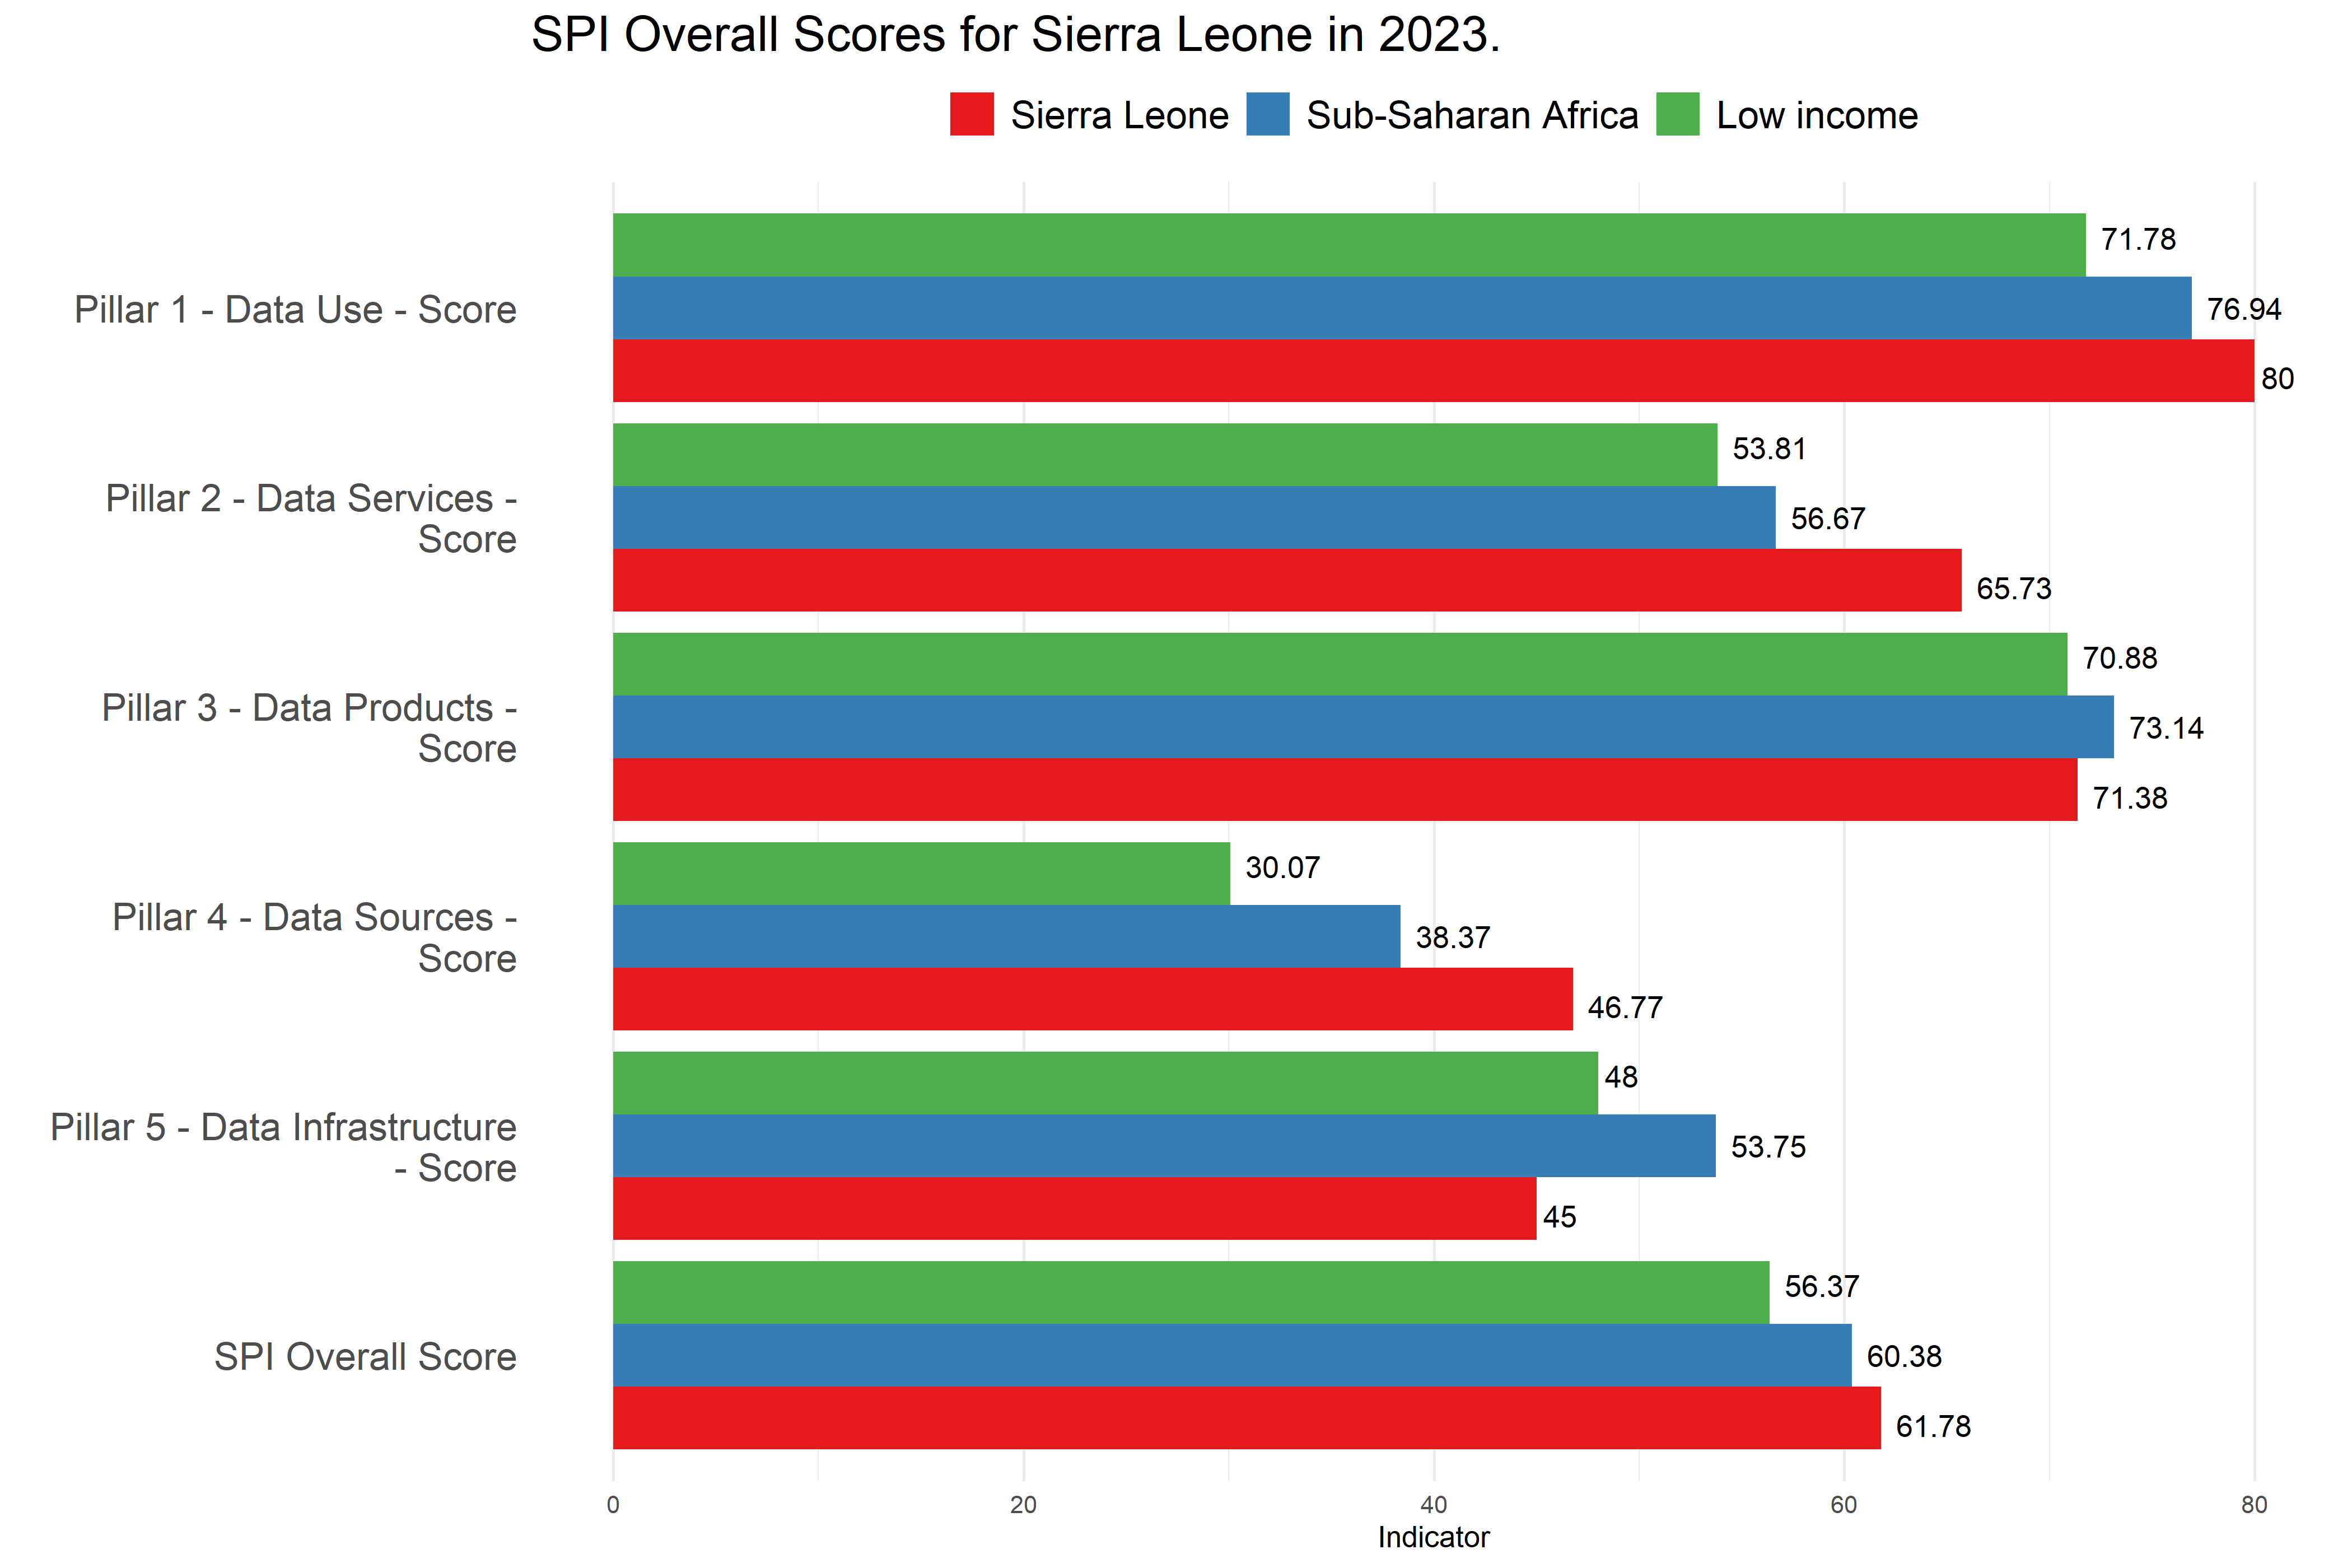 SPI Overall Scores for Sierra Leone in 2023.
Sierra Leone Sub-Saharan Africa Low income
Pillar 1 - Data Use - Score
71.78
76.94
80
Pillar 2 - Data Services -
Score
53.81
56.67
65.73
Pillar 3 - Data Products -
Score
70.88
73.14
71.38
Pillar 4 - Data Sources -
Score
30.07
38.37
46.77
Pillar 5 - Data Infrastructure
- Score
48
53.75
45
SPI Overall Score
56.37
60.38
61.78
0 20 40 60 80
Indicator